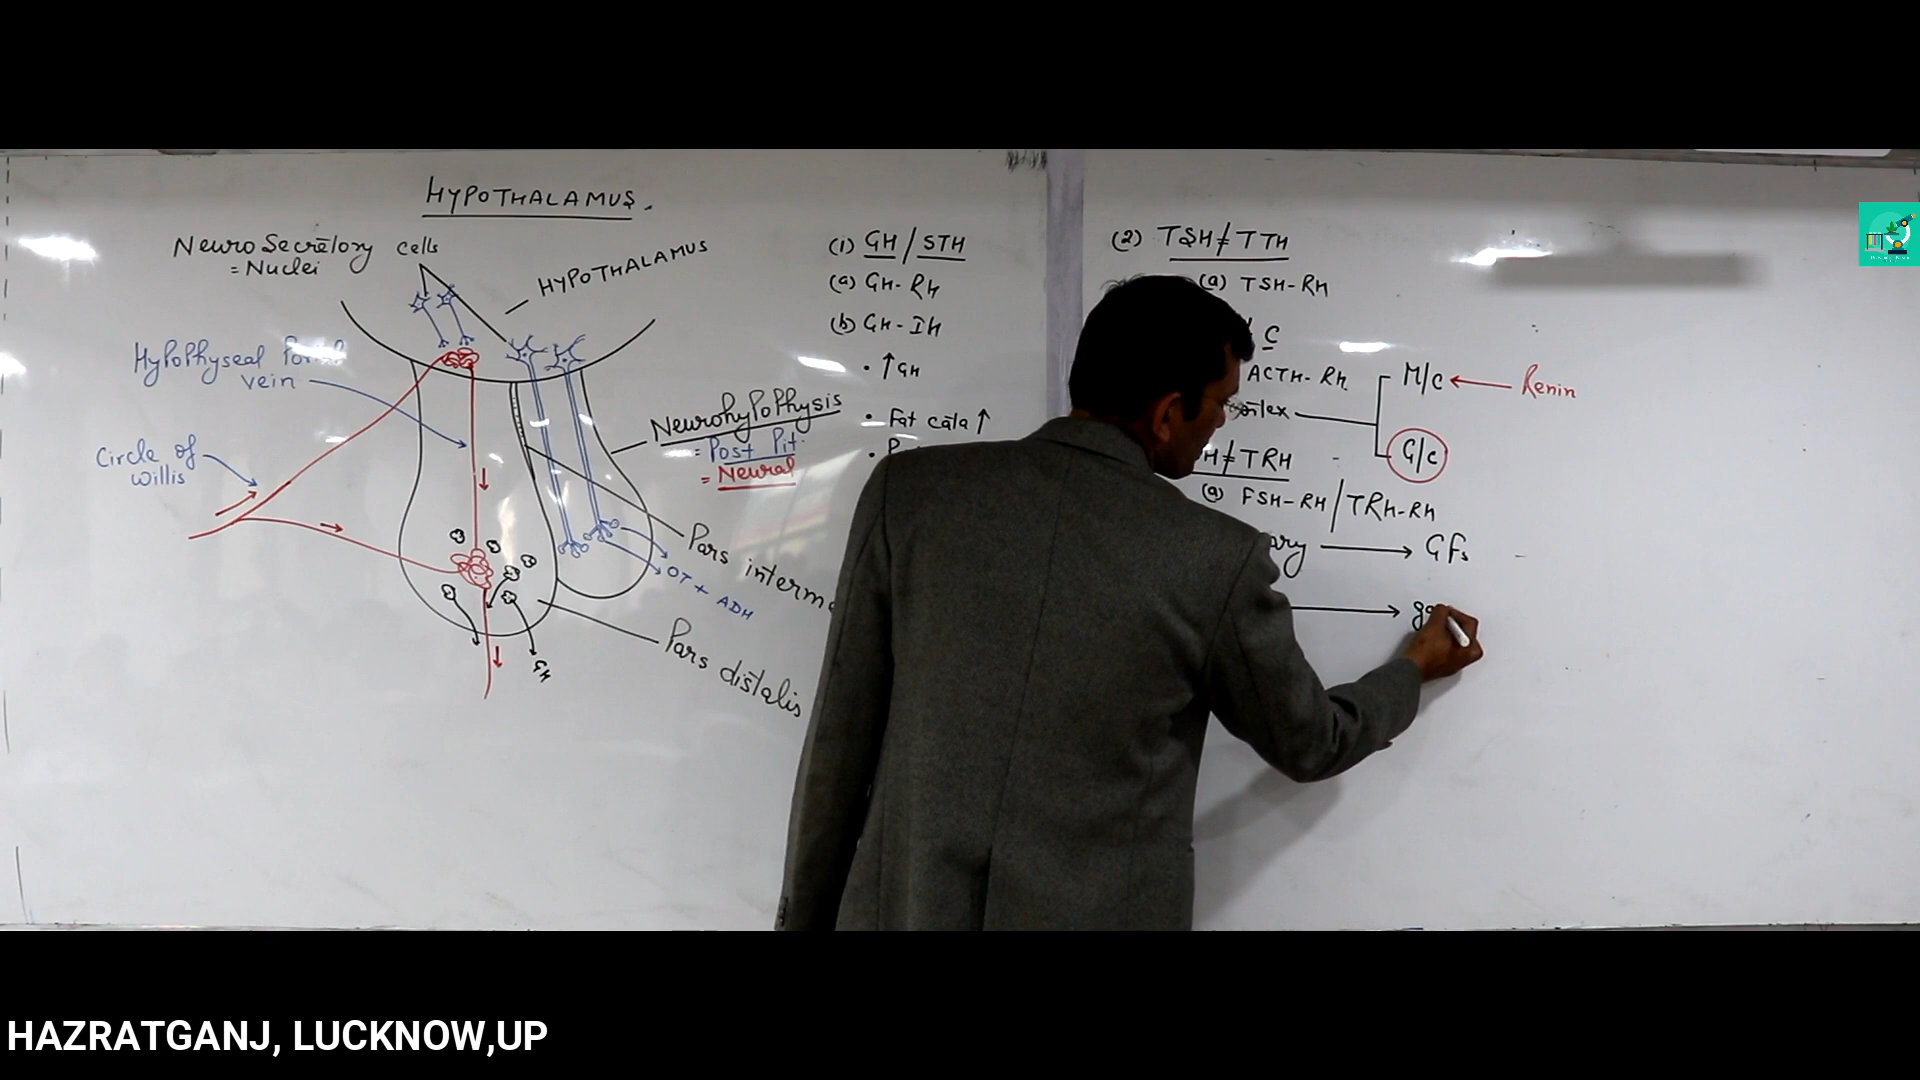 HYPOTHALAMUS
Neuro Secretory cells
= Nuclei
HYPOTHALAMUS
Hypophyseal
vein
Circle of
willis
Neurohypophysis
= Post Pit.
= Neural
Pars
OT + ADH
Pars distalis
GH
(1) GH / STH
(a) GH-RH
(b) GH-IH
• ↑ GH
• Fat cata ↑
(2) TSH ≠ TTH
(a) TSH-RH
C
ACTH-RH
M/C ← Renin
G/C
H ≠ TRH
(a) FSH-RH / TRH-RH
ary → GFs
HAZRATGANJ, LUCKNOW,UP